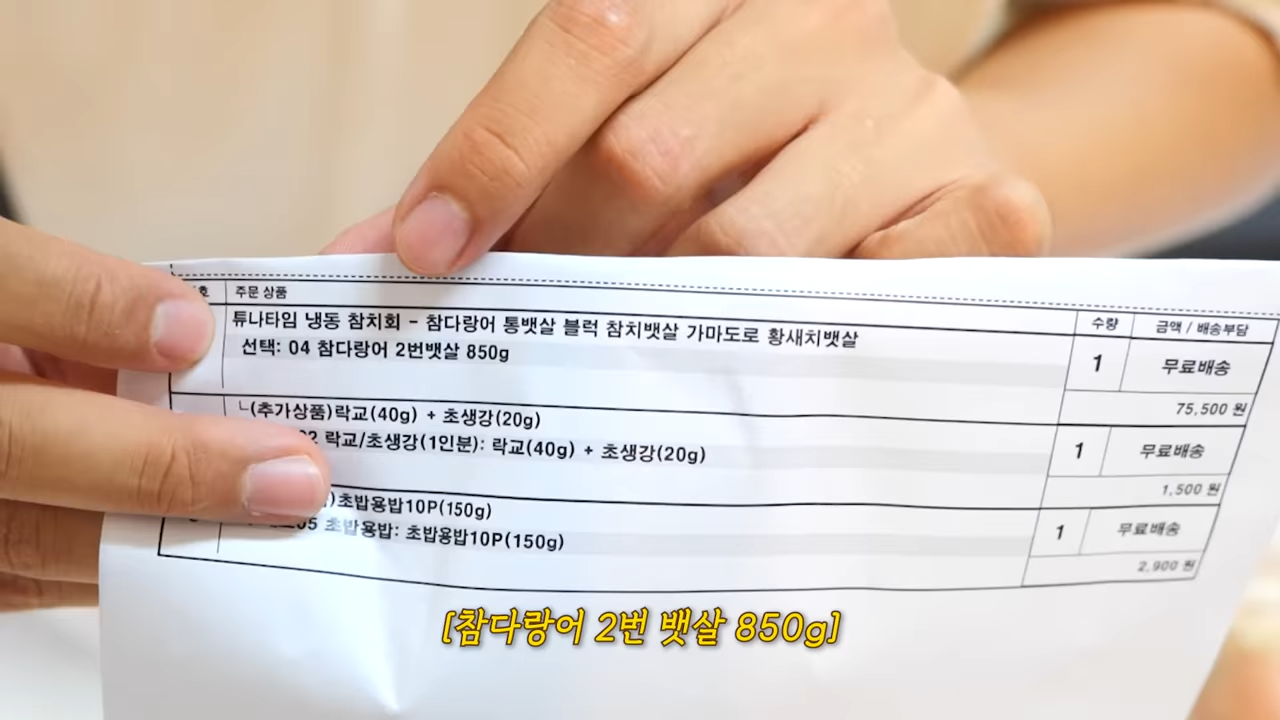 호 주문 상품 수량 금액 / 배송부담
튜나타임 냉동 참치회 - 참다랑어 통뱃살 블럭 참치뱃살 가마도로 황새치뱃살
선택: 04 참다랑어 2번뱃살 850g
1 무료배송
75,500 원
└(추가상품)락교(40g) + 초생강(20g)
02 락교/초생강(1인분): 락교(40g) + 초생강(20g)
1 무료배송
1,500 원
)초밥용밥10P(150g)
05 초밥용밥: 초밥용밥10P(150g)
1 무료배송
2,900 원
[참다랑어 2번 뱃살 850g]